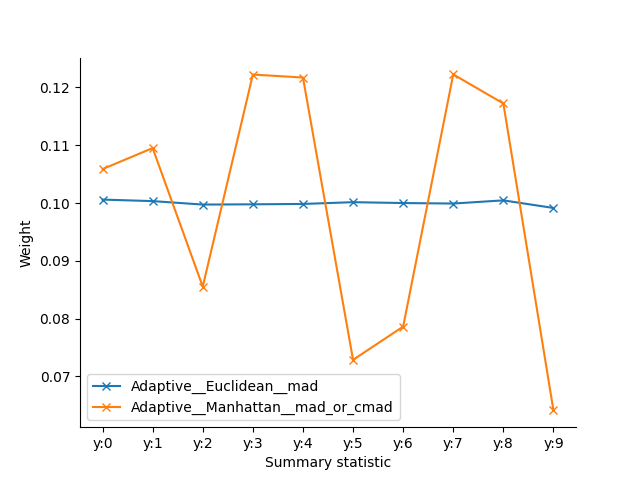 0.12
0.11
0.10
0.09
0.08
0.07
Weight
Adaptive__Euclidean__mad
Adaptive__Manhattan__mad_or_cmad
y:0 y:1 y:2 y:3 y:4 y:5 y:6 y:7 y:8 y:9
Summary statistic